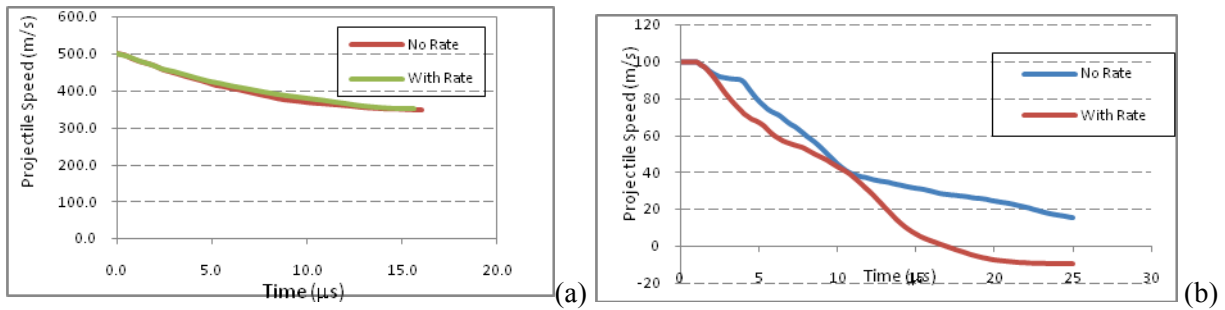 600.0
500.0
400.0
300.0
200.0
100.0
0.0
Projectile Speed (m/s)
No Rate
With Rate
0.0 5.0 10.0 15.0 20.0
Time (μs)
(a)
120
100
80
60
40
20
0
-20
Projectile Speed (m/s)
No Rate
With Rate
0 5 10 20 25 30
Time (μs)
(b)